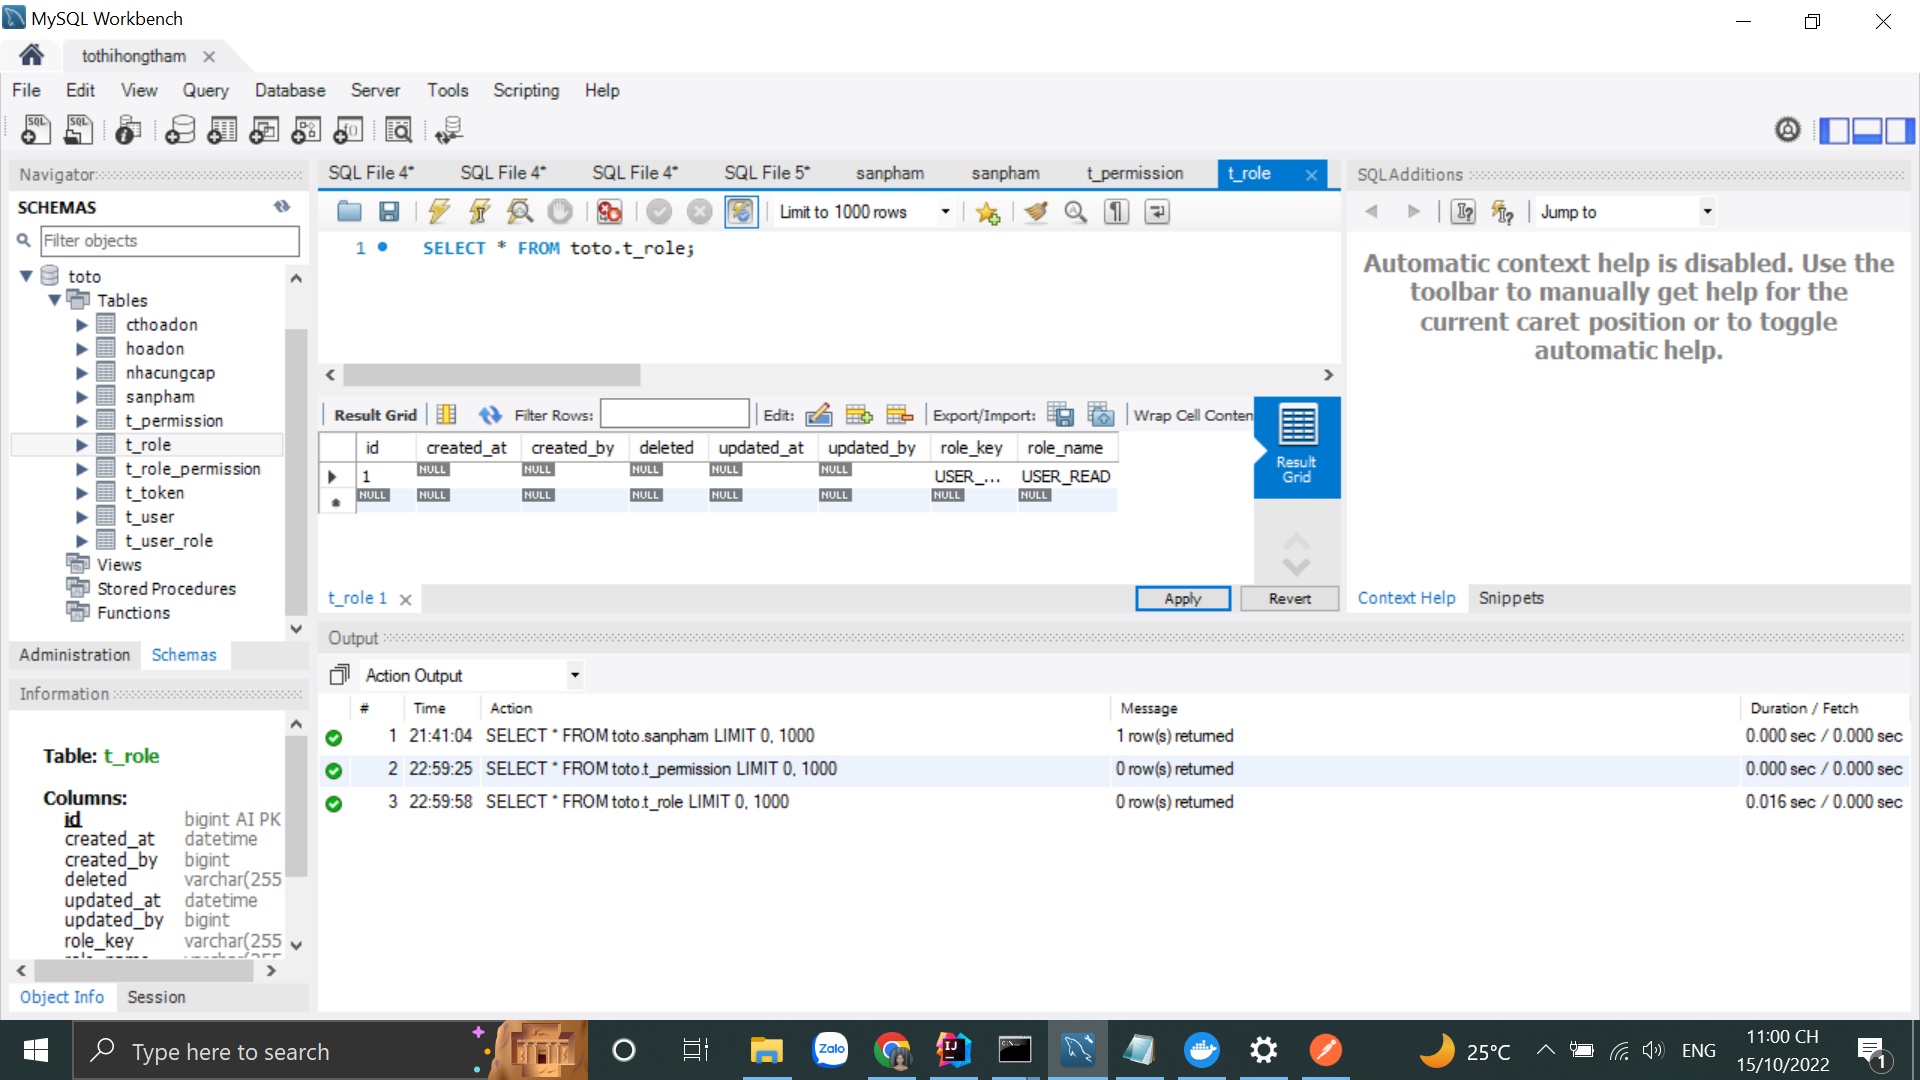 MySQL Workbench
tothihongtham
File Edit View Query Database Server Tools Scripting Help
Navigator
SCHEMAS
Filter objects
toto
Tables
cthoadon
hoadon
nhacungcap
sanpham
t_permission
t_role
t_role_permission
t_token
t_user
t_user_role
Views
Stored Procedures
Functions
Administration Schemas
Information
Table: t_role
Columns:
id bigint AI PK
created_at datetime
created_by bigint
deleted varchar(255
updated_at datetime
updated_by bigint
role_key varchar(255
Object Info Session
SQL File 4* SQL File 4* SQL File 4* SQL File 5* sanpham sanpham t_permission t_role
Limit to 1000 rows
1 SELECT * FROM toto.t_role;
Result Grid Filter Rows: Edit: Export/Import: Wrap Cell Conten
id created_at created_by deleted updated_at updated_by role_key role_name
1 NULL NULL NULL NULL NULL USER_... USER_READ
NULL NULL NULL NULL NULL NULL NULL NULL
Result
Grid
t_role 1
Apply Revert
SQLAdditions
Jump to
Automatic context help is disabled. Use the
toolbar to manually get help for the
current caret position or to toggle
automatic help.
Context Help Snippets
Output
Action Output
# Time Action Message Duration / Fetch
1 21:41:04 SELECT * FROM toto.sanpham LIMIT 0, 1000 1 row(s) returned 0.000 sec / 0.000 sec
2 22:59:25 SELECT * FROM toto.t_permission LIMIT 0, 1000 0 row(s) returned 0.000 sec / 0.000 sec
3 22:59:58 SELECT * FROM toto.t_role LIMIT 0, 1000 0 row(s) returned 0.016 sec / 0.000 sec
Type here to search
Zalo
25°C
ENG
11:00 CH
15/10/2022
1